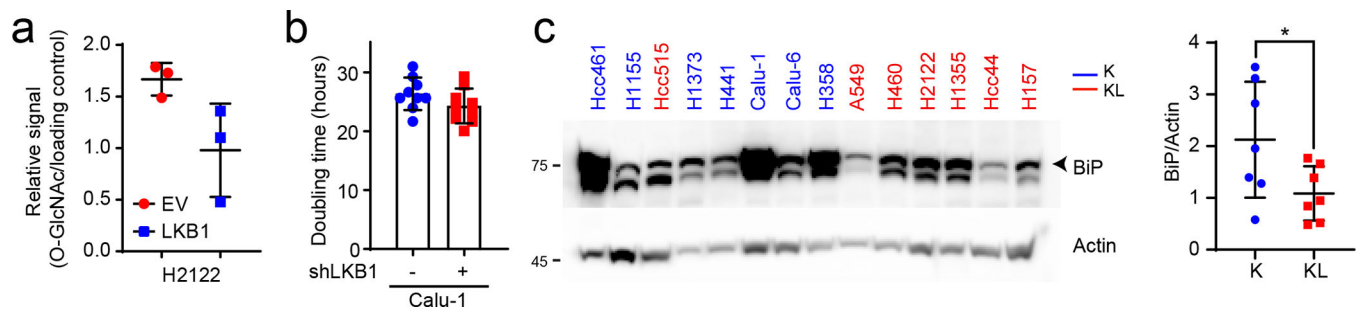 a
Relative signal
(O-GlcNAc/loading control)
2.0
1.5
1.0
0.5
0.0
EV
LKB1
H2122
b
Doubling time (hours)
30
20
10
0
shLKB1 - +
Calu-1
c
Hcc461 H1155 Hcc515 H1373 H441 Calu-1 Calu-6 H358 A549 H460 H2122 H1355 Hcc44 H157
K
KL
75
BiP
45
Actin
BiP/Actin
4
3
2
1
0
*
K KL